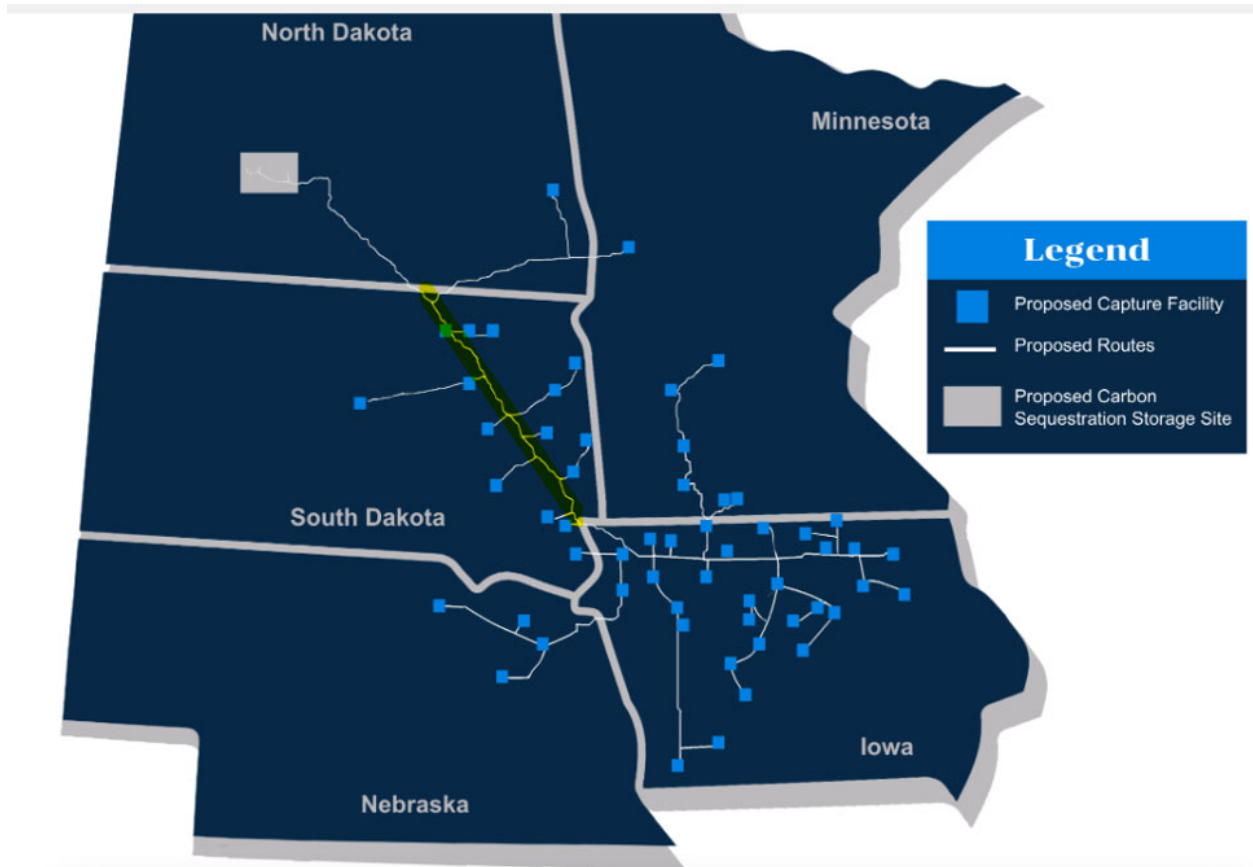 North Dakota
Minnesota
Legend
Proposed Capture Facility
Proposed Routes
Proposed Carbon
Sequestration Storage Site
South Dakota
Iowa
Nebraska